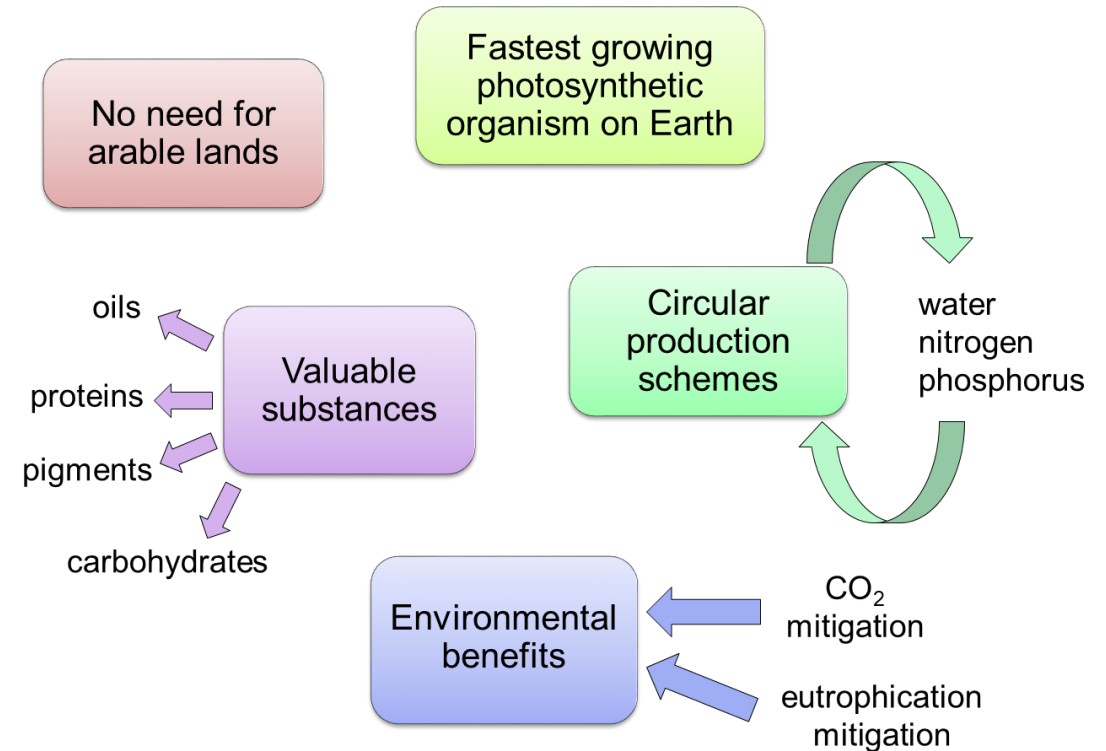 No need for
arable lands
Fastest growing
photosynthetic
organism on Earth
oils
proteins
pigments
carbohydrates
Valuable
substances
Circular
production
schemes
water
nitrogen
phosphorus
Environmental
benefits
CO₂
mitigation
eutrophication
mitigation